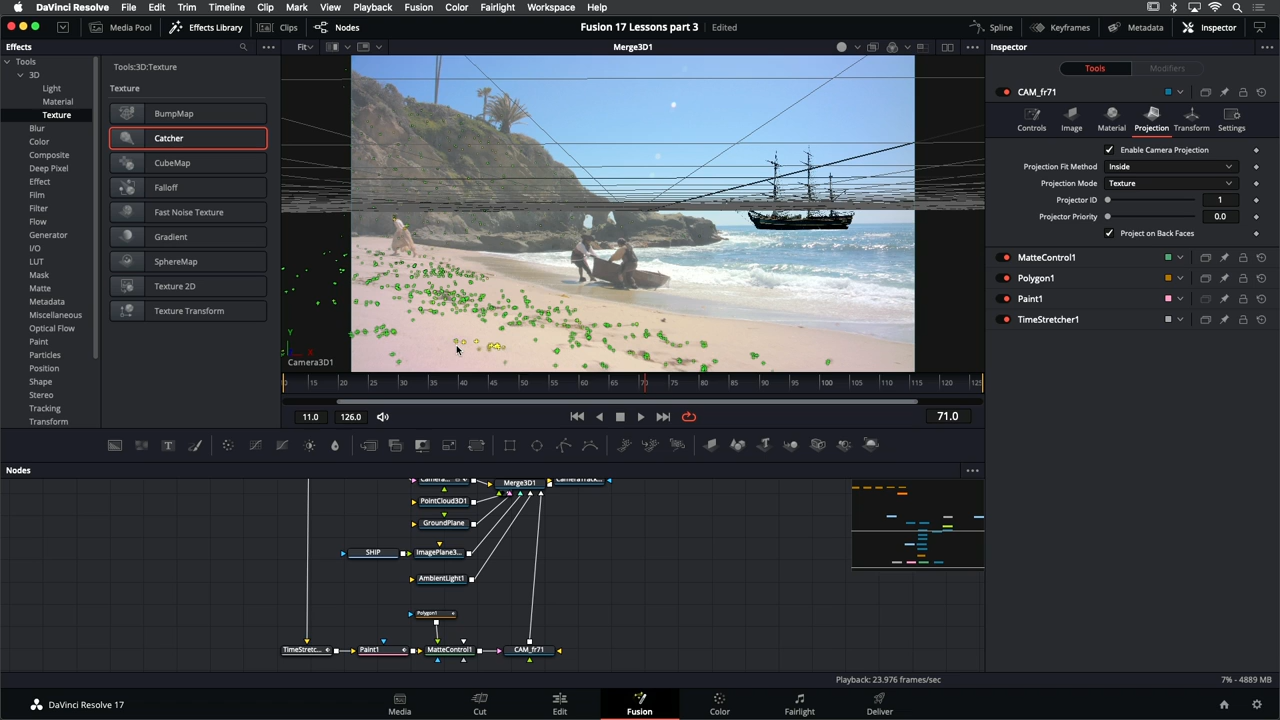 DaVinci Resolve File Edit Trim Timeline Clip Mark View Playback Fusion Color Fairlight Workspace Help
Media Pool Effects Library Clips Nodes Fusion 17 Lessons part 3 Edited Spline Keyframes Metadata Inspector
Effects Fit Merge3D1 Inspector
Tools
3D
Light
Material
Texture
Blur
Color
Composite
Deep Pixel
Effect
Film
Filter
Flow
Generator
I/O
LUT
Mask
Matte
Metadata
Miscellaneous
Optical Flow
Paint
Particles
Position
Shape
Stereo
Tracking
Transform
Tools:3D:Texture
Texture
BumpMap
Catcher
CubeMap
Falloff
Fast Noise Texture
Gradient
SphereMap
Texture 2D
Texture Transform
Y
X
Camera3D1
15 20 25 30 35 40 45 50 55 60 65 70 75 80 85 90 95 100 105 110 115 120 125
11.0 126.0 71.0
Tools Modifiers
CAM_fr71
Controls Image Material Projection Transform Settings
Enable Camera Projection
Projection Fit Method Inside
Projection Mode Texture
Projector ID 1
Projector Priority 0.0
Project on Back Faces
MatteControl1
Polygon1
Paint1
TimeStretcher1
Nodes
Merge3D1
PointCloud3D1
GroundPlane
SHIP ImagePlane3...
AmbientLight1
Polygon1
TimeStretc... Paint1 MatteControl1 CAM_fr71
Playback: 23.976 frames/sec 7% - 4889 MB
DaVinci Resolve 17 Media Cut Edit Fusion Color Fairlight Deliver